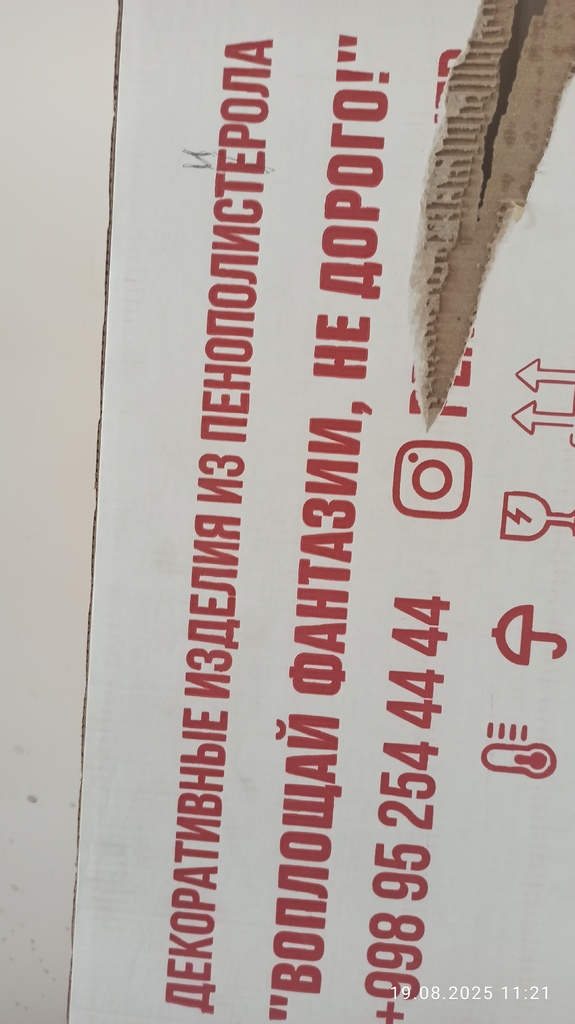 ДЕКОРАТИВНЫЕ ИЗДЕЛИЯ ИЗ ПЕНОПОЛИСТЕРОЛА
И
"ВОПЛОЩАЙ ФАНТАЗИИ, НЕ ДОРОГО!"
+998 95 254 44 44
19.08.2025 11:21